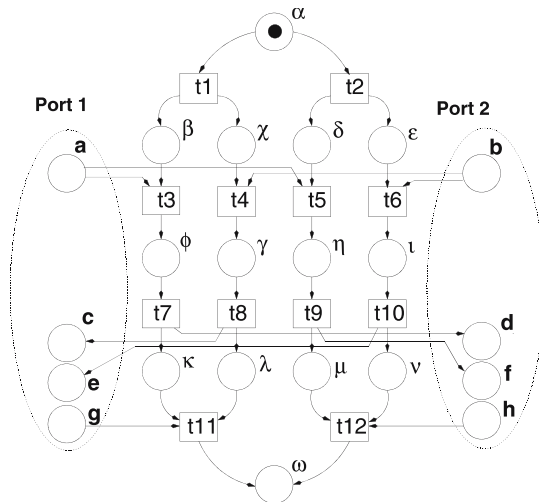 α
t1 t2
Port 1 Port 2
β χ δ ε
a b
t3 t4 t5 t6
ϕ γ η ι
t7 t8 t9 t10
c d
κ λ μ ν
e f
g h
t11 t12
ω